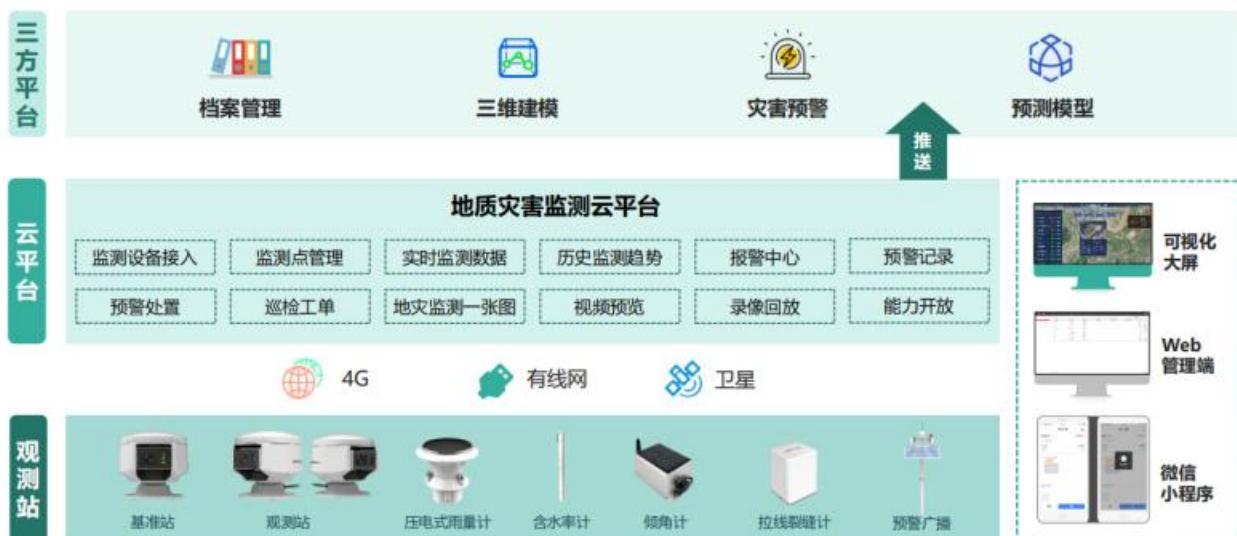 三方平台
档案管理
三维建模
灾害预警
预测模型
推送
云平台
地质灾害监测云平台
监测设备接入
监测点管理
实时监测数据
历史监测趋势
报警中心
预警记录
预警处置
巡检工单
地灾监测一张图
视频预览
录像回放
能力开放
4G
有线网
卫星
观测站
基准站
观测站
压电式雨量计
含水率计
倾角计
拉线裂缝计
预警广播
可视化
大屏
Web
管理端
微信
小程序